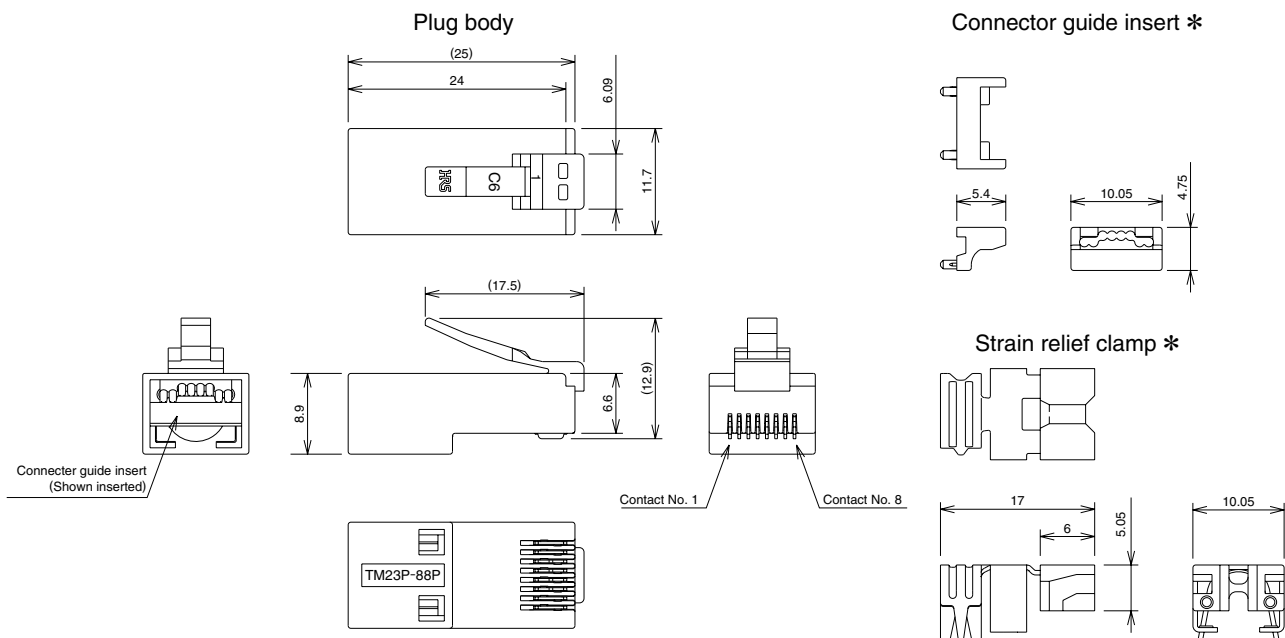 Plug body
(25)
24
6.09
11.7
HRS
C6
1
(17.5)
(12.9)
8.9
6.6
Connecter guide insert
(Shown inserted)
Contact No. 1
Contact No. 8
TM23P-88P
Connector guide insert *
5.4
10.05
4.75
Strain relief clamp *
17
6
5.05
10.05